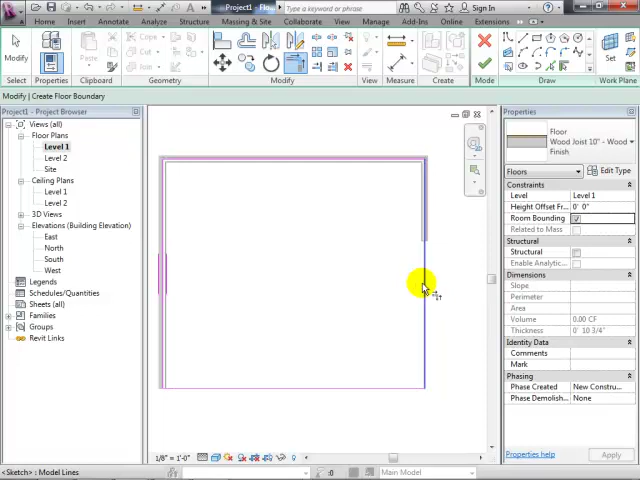 Project1 -
Type a keyword or phrase
Home
Insert
Annotate
Analyze
Structure
Massing & Site
Collaborate
View
Manage
Add-Ins
Online
Extensions
Modify
Cope
Cut
Join
Modify
Select
Properties
Clipboard
Geometry
Modify
View
Measure
Create
Mode
Draw
Set
Work Plane
Modify | Create Floor Boundary
Project1 - Project Browser
Views (all)
Floor Plans
Level 1
Level 2
Site
Ceiling Plans
Level 1
Level 2
3D Views
Elevations (Building Elevation)
East
North
South
West
Legends
Schedules/Quantities
Sheets (all)
Families
Groups
Revit Links
Properties
Floor
Wood Joist 10" - Wood
Finish
Floors
Edit Type
Constraints
Level Level 1
Height Offset Fr... 0' 0"
Room Bounding
Related to Mass
Structural
Structural
Enable Analytic...
Dimensions
Slope
Perimeter
Area
Volume 0.00 CF
Thickness 0' 10 3/4"
Identity Data
Comments
Mark
Phasing
Phase Created New Constru...
Phase Demolish... None
Properties help
Apply
1/8" = 1'-0"
<Sketch> : Model Lines
:0
Main Model